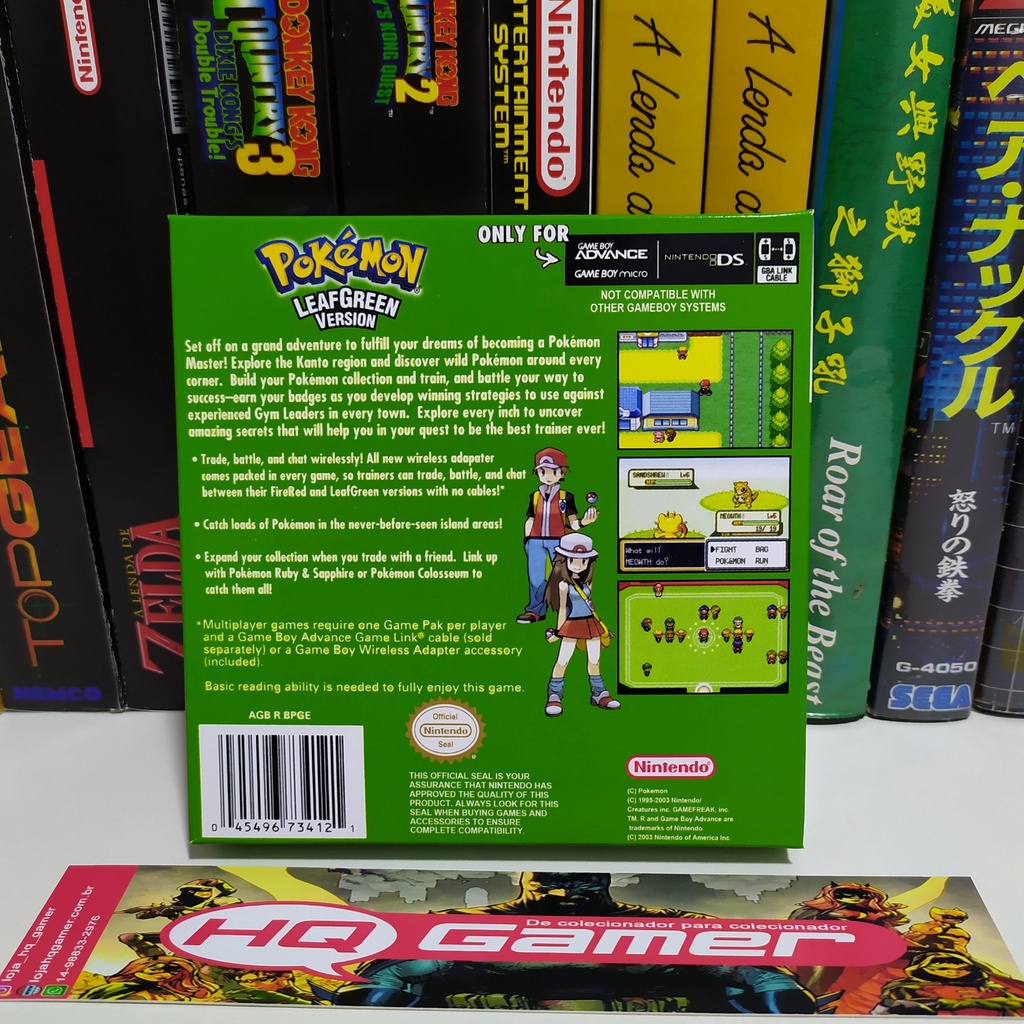 Nintendo
DONKEY KONG
COUNTRY 3
DIXIE KONG'S
Double Trouble!
DONKEY KONG
COUNTRY 2
KONG QUEST
Nintendo
ENTERTAINMENT
SYSTEM™
A Lenda d
A Lenda d
美女與野獸
之獅子吼
Roar of the Beast
MEGA
ベア・ナックル
TM
怒りの鉄拳
G-4050
SEGA
TOP GEAR
KEMCO
A LENDA DE
ZELDA
POKéMON
LEAFGREEN
VERSION
ONLY FOR
GAME BOY
ADVANCE
GAME BOY micro
NINTENDO DS
GBA LINK
CABLE
NOT COMPATIBLE WITH
OTHER GAMEBOY SYSTEMS
Set off on a grand adventure to fulfill your dreams of becoming a Pokémon
Master! Explore the Kanto region and discover wild Pokémon around every
corner. Build your Pokémon collection and train, and battle your way to
success—earn your badges as you develop winning strategies to use against
experienced Gym Leaders in every town. Explore every inch to uncover
amazing secrets that will help you in your quest to be the best trainer ever!
• Trade, battle, and chat wirelessly! All new wireless adapater
comes packed in every game, so trainers can trade, battle, and chat
between their FireRed and LeafGreen versions with no cables!*
• Catch loads of Pokémon in the never-before-seen island areas!
• Expand your collection when you trade with a friend. Link up
with Pokémon Ruby & Sapphire or Pokémon Colosseum to
catch them all!
SANDSHREW Lv6
MEOWTH Lv6
What will
MEOWTH do?
▶FIGHT BAG
POKéMON RUN
*Multiplayer games require one Game Pak per player
and a Game Boy Advance Game Link® cable (sold
separately) or a Game Boy Wireless Adapter accessory
(included).
Basic reading ability is needed to fully enjoy this game.
AGB R BPGE
0 45496 73412 1
Official
Nintendo
Seal
THIS OFFICIAL SEAL IS YOUR
ASSURANCE THAT NINTENDO HAS
APPROVED THE QUALITY OF THIS
PRODUCT. ALWAYS LOOK FOR THIS
SEAL WHEN BUYING GAMES AND
ACCESSORIES TO ENSURE
COMPLETE COMPATIBILITY.
Nintendo
(C) Pokemon
(C) 1995-2003 Nintendo/
Creatures inc. GAMEFREAK, inc.
TM, R and Game Boy Advare are
trademarks of Nintendo
(C) 2003 Nintendo of America Inc.
loja_hq_gamer
lojahqgamer.com.br
14-98833-2976
HQ Gamer
De colecionador para colecionador